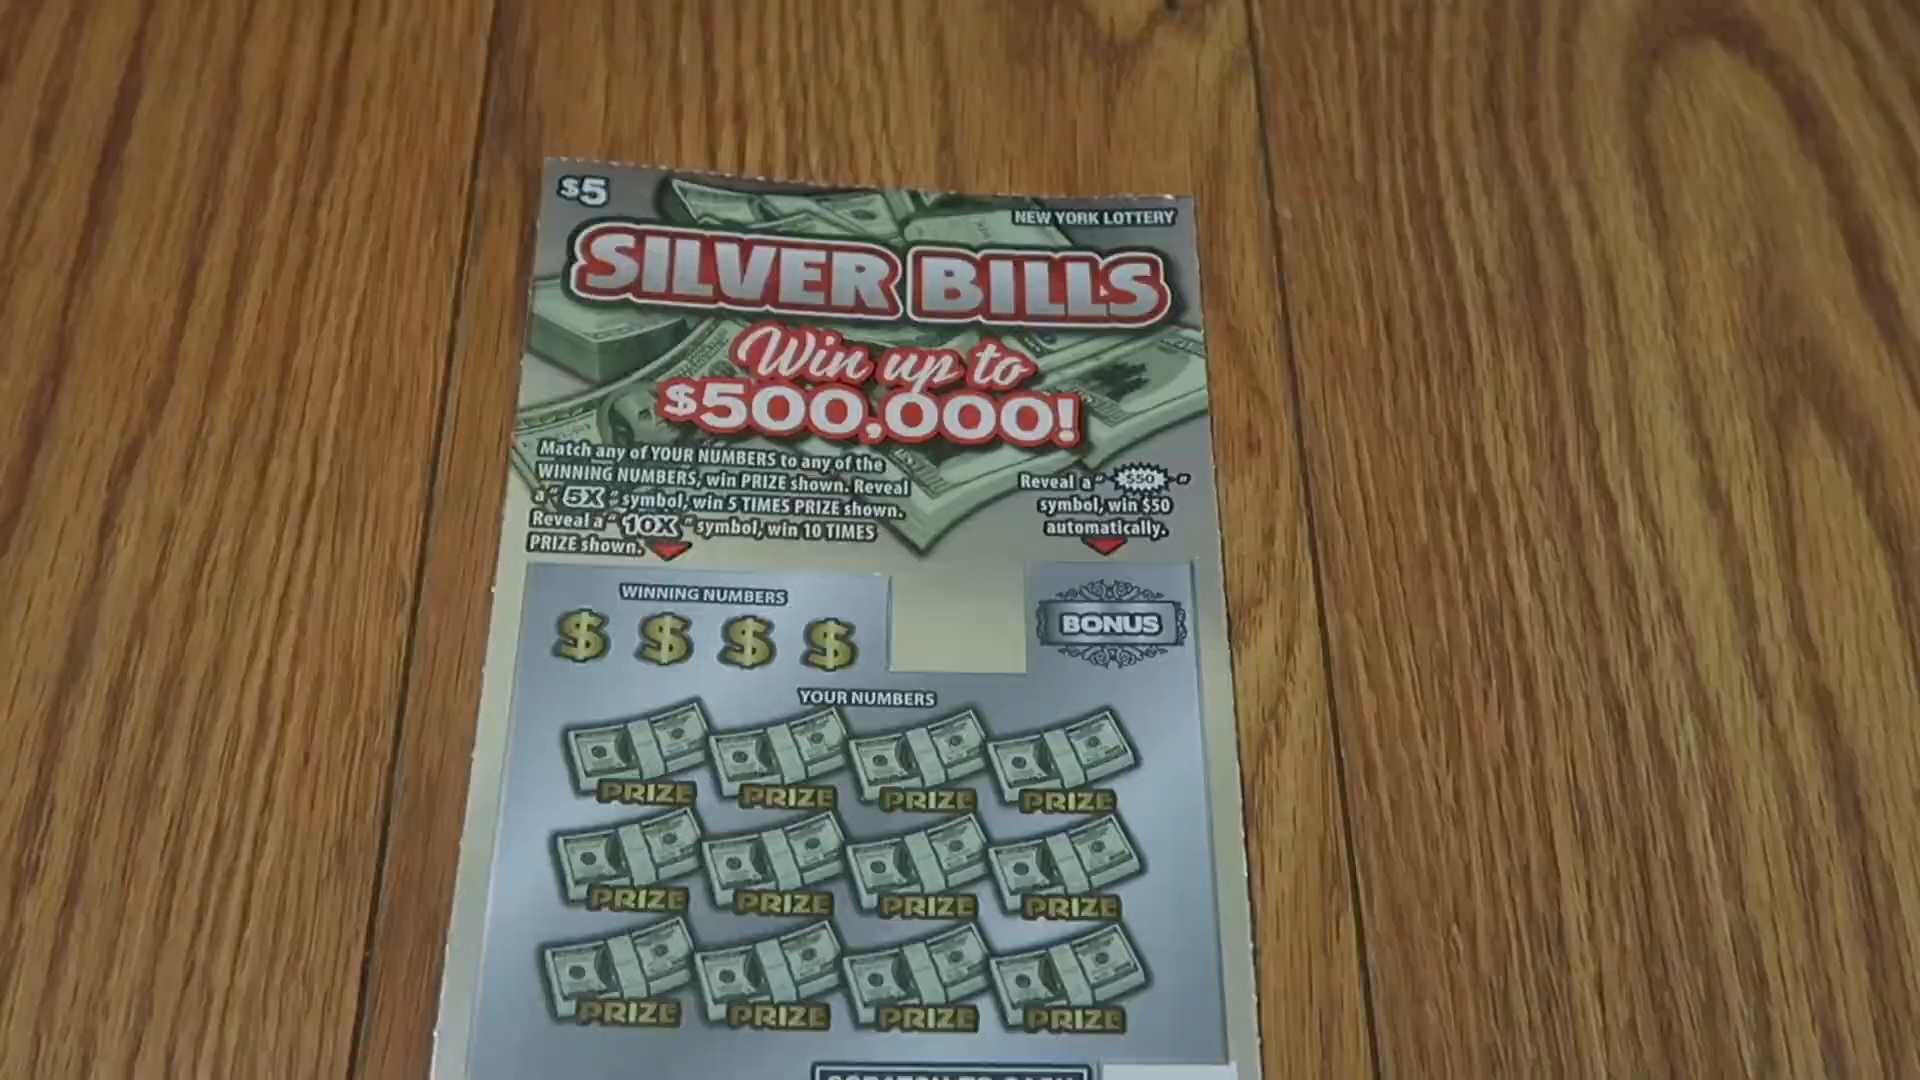 $5
NEW YORK LOTTERY
SILVER BILLS
Win up to
$500,000!
Match any of YOUR NUMBERS to any of the
WINNING NUMBERS, win PRIZE shown. Reveal
a "5X" symbol, win 5 TIMES PRIZE shown.
Reveal a "10X" symbol, win 10 TIMES
PRIZE shown.
Reveal a "$50"
symbol, win $50
automatically.
WINNING NUMBERS
$ $ $ $
BONUS
YOUR NUMBERS
PRIZE PRIZE PRIZE PRIZE
PRIZE PRIZE PRIZE PRIZE
PRIZE PRIZE PRIZE PRIZE
SCRATCH TO CASH